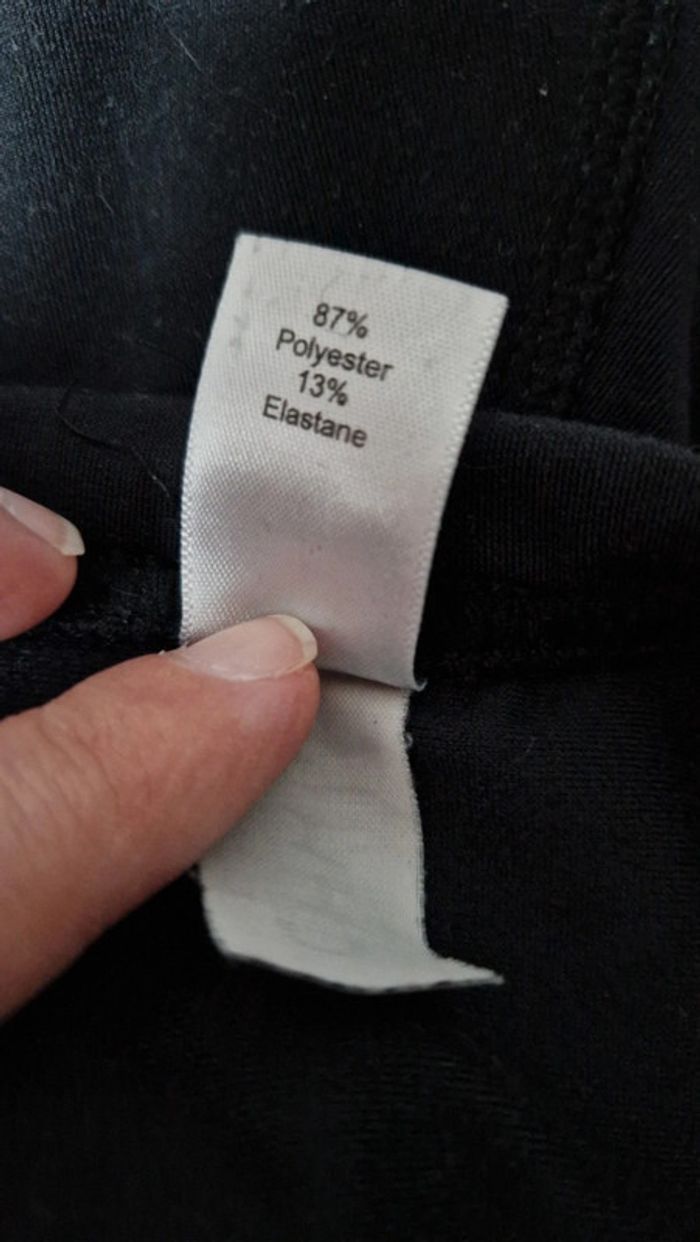 87%
Polyester
13%
Elastane